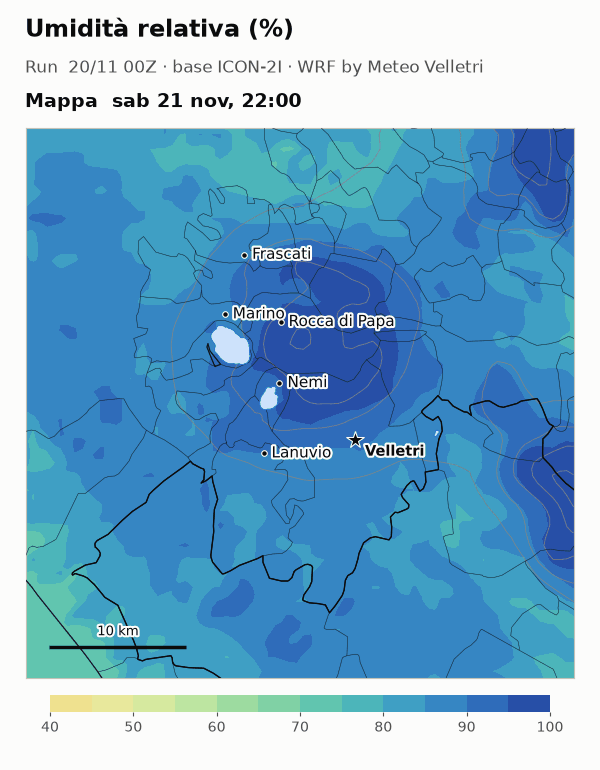 Umidità relativa (%)
Run  20/11 00Z · base ICON-2I · WRF by Meteo Velletri
Mappa  sab 21 nov, 22:00
Frascati
Marino
Rocca di Papa
Nemi
Velletri
Lanuvio
10 km
40 50 60 70 80 90 100